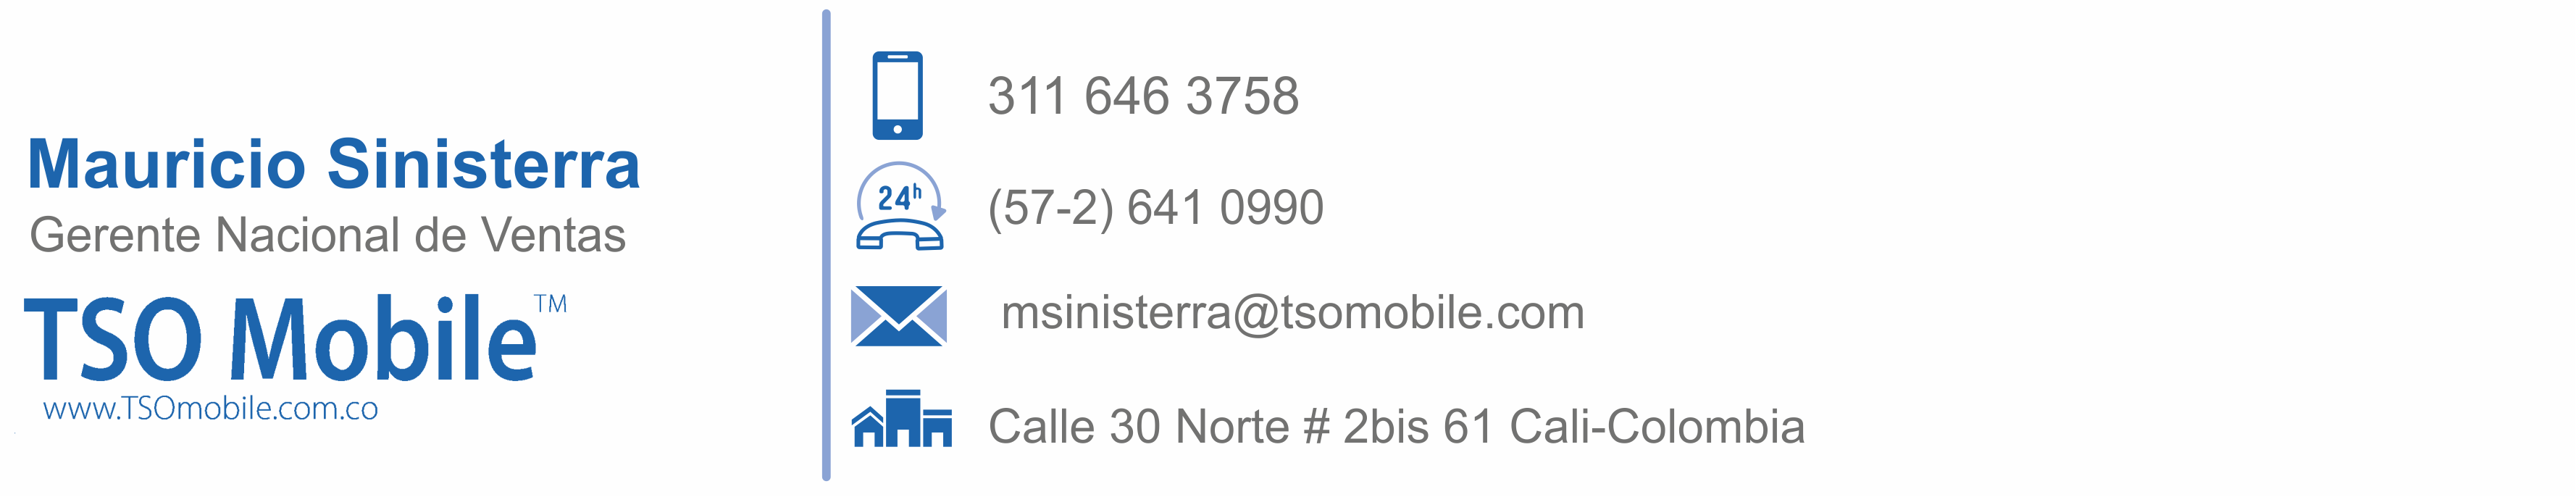 Mauricio Sinisterra
Gerente Nacional de Ventas
TSO Mobile™
www.TSOmobile.com.co
311 646 3758
24h
(57-2) 641 0990
msinisterra@tsomobile.com
Calle 30 Norte # 2bis 61 Cali-Colombia